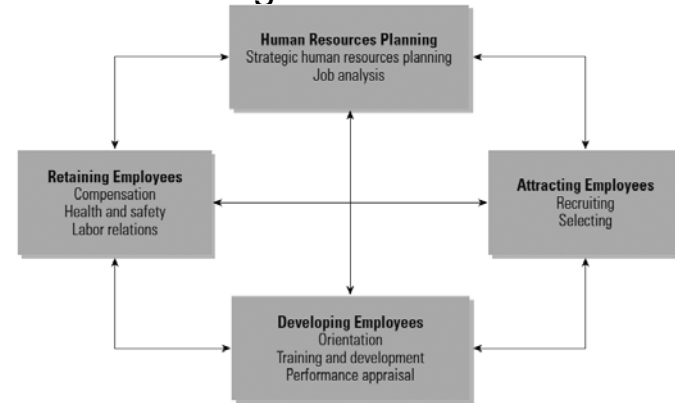 Human Resources Planning
Strategic human resources planning
Job analysis
Retaining Employees
Compensation
Health and safety
Labor relations
Attracting Employees
Recruiting
Selecting
Developing Employees
Orientation
Training and development
Performance appraisal